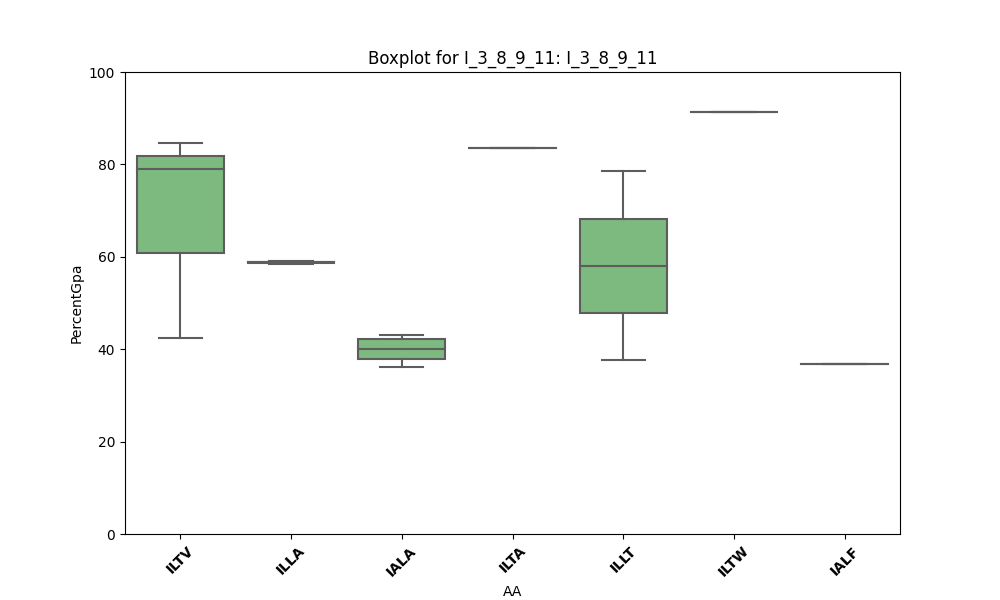 Boxplot for I_3_8_9_11: I_3_8_9_11
100
80
60
40
20
0
PercentGpa
ILTV
ILLA
IALA
ILTA
ILLT
ILTW
IALF
AA